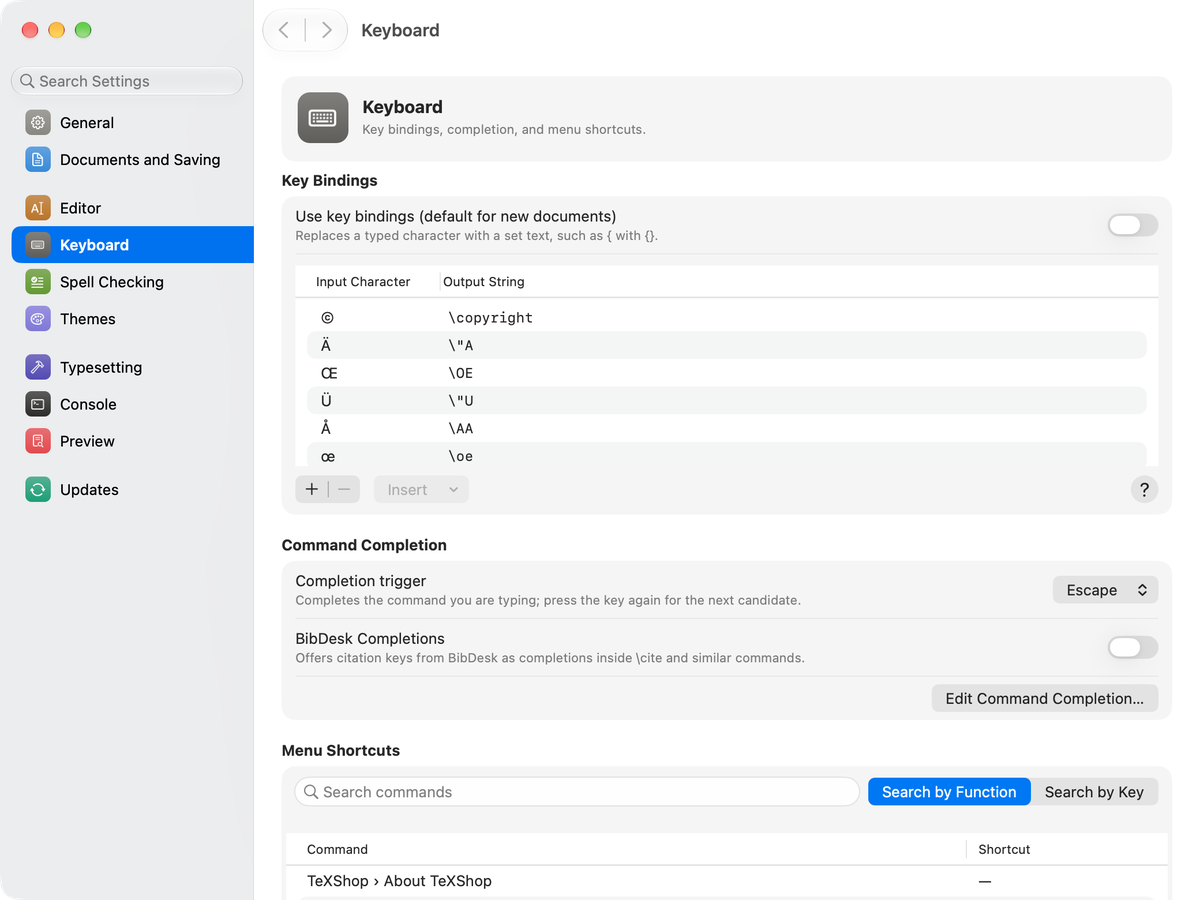 Keyboard
Search Settings
General
Documents and Saving
Editor
Keyboard
Spell Checking
Themes
Typesetting
Console
Preview
Updates
Keyboard
Key bindings, completion, and menu shortcuts.
Key Bindings
Use key bindings (default for new documents)
Replaces a typed character with a set text, such as { with {}.
Input Character Output String
© \copyright
Ä \"A
Œ \OE
Ü \"U
Å \AA
œ \oe
Insert
?
Command Completion
Completion trigger
Completes the command you are typing; press the key again for the next candidate.
Escape
BibDesk Completions
Offers citation keys from BibDesk as completions inside \cite and similar commands.
Edit Command Completion...
Menu Shortcuts
Search commands Search by Function Search by Key
Command Shortcut
TeXShop › About TeXShop —